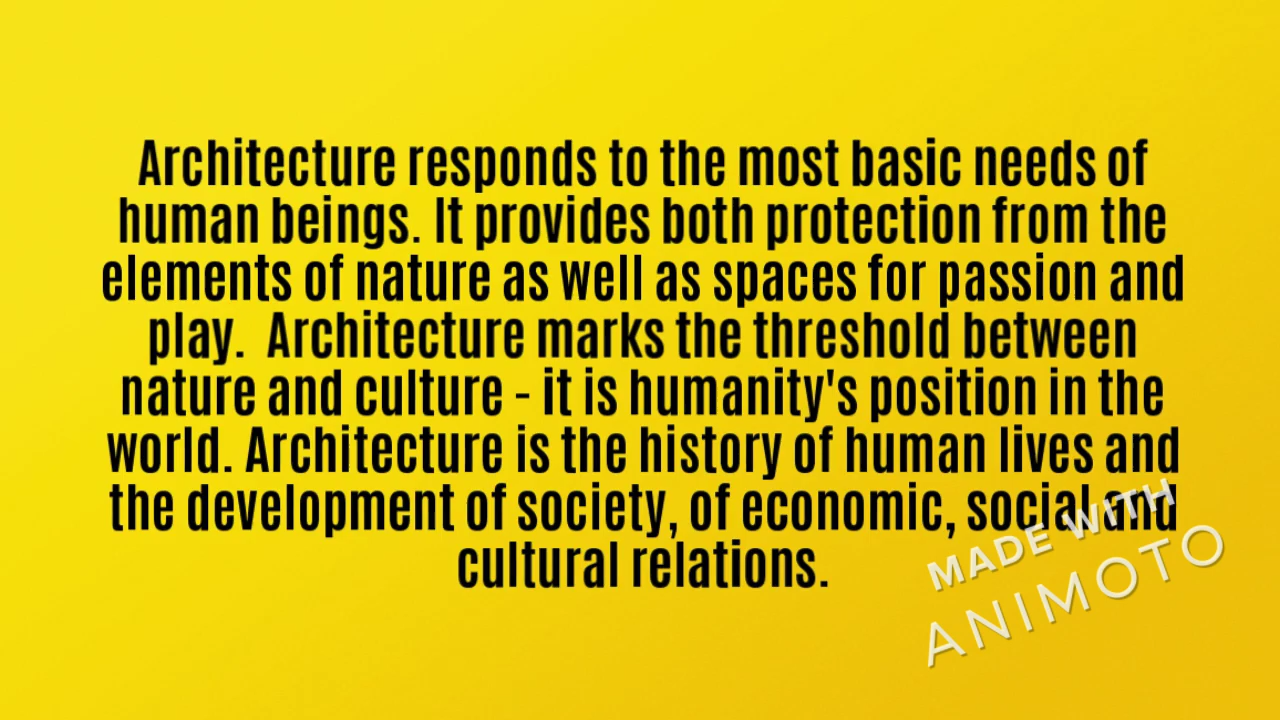 Architecture responds to the most basic needs of
human beings. It provides both protection from the
elements of nature as well as spaces for passion and
play.  Architecture marks the threshold between
nature and culture - it is humanity's position in the
world. Architecture is the history of human lives and
the development of society, of economic, social and
cultural relations.
MADE WITH
ANIMOTO